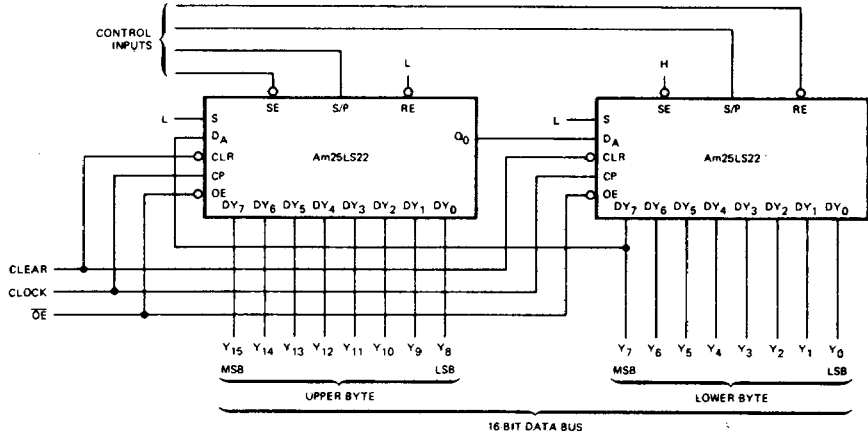 CONTROL
INPUTS
L H
SE S/P RE SE S/P RE
L S L S
DA Q0 DA
CLR Am25LS22 CLR Am25LS22
CP CP
OE OE
DY7 DY6 DY5 DY4 DY3 DY2 DY1 DY0 DY7 DY6 DY5 DY4 DY3 DY2 DY1 DY0
CLEAR
CLOCK
OE
Y15 Y14 Y13 Y12 Y11 Y10 Y9 Y8 Y7 Y6 Y5 Y4 Y3 Y2 Y1 Y0
MSB LSB MSB LSB
UPPER BYTE LOWER BYTE
16-BIT DATA BUS